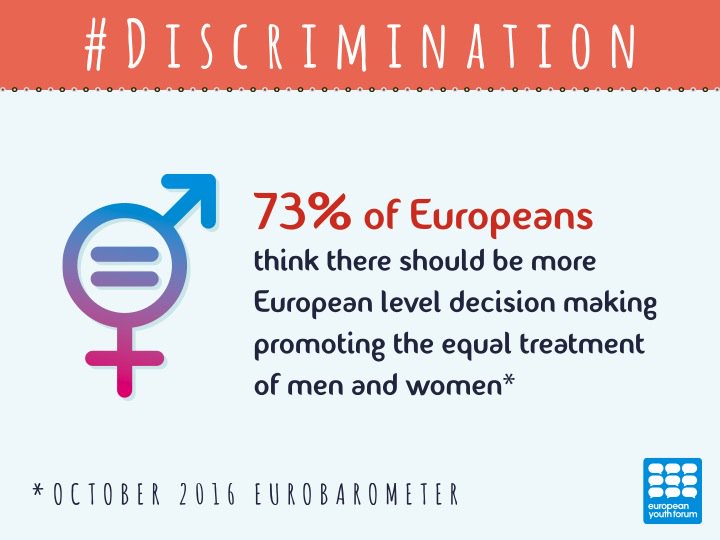 #Discrimination
73% of Europeans
think there should be more
European level decision making
promoting the equal treatment
of men and women*
*OCTOBER 2016 EUROBAROMETER
european
youth forum